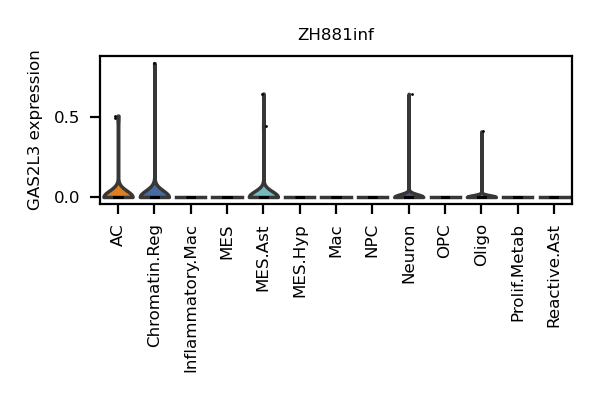 ZH881inf
GAS2L3 expression
0.5
0.0
AC
Chromatin.Reg
Inflammatory.Mac
MES
MES.Ast
MES.Hyp
Mac
NPC
Neuron
OPC
Oligo
Prolif.Metab
Reactive.Ast